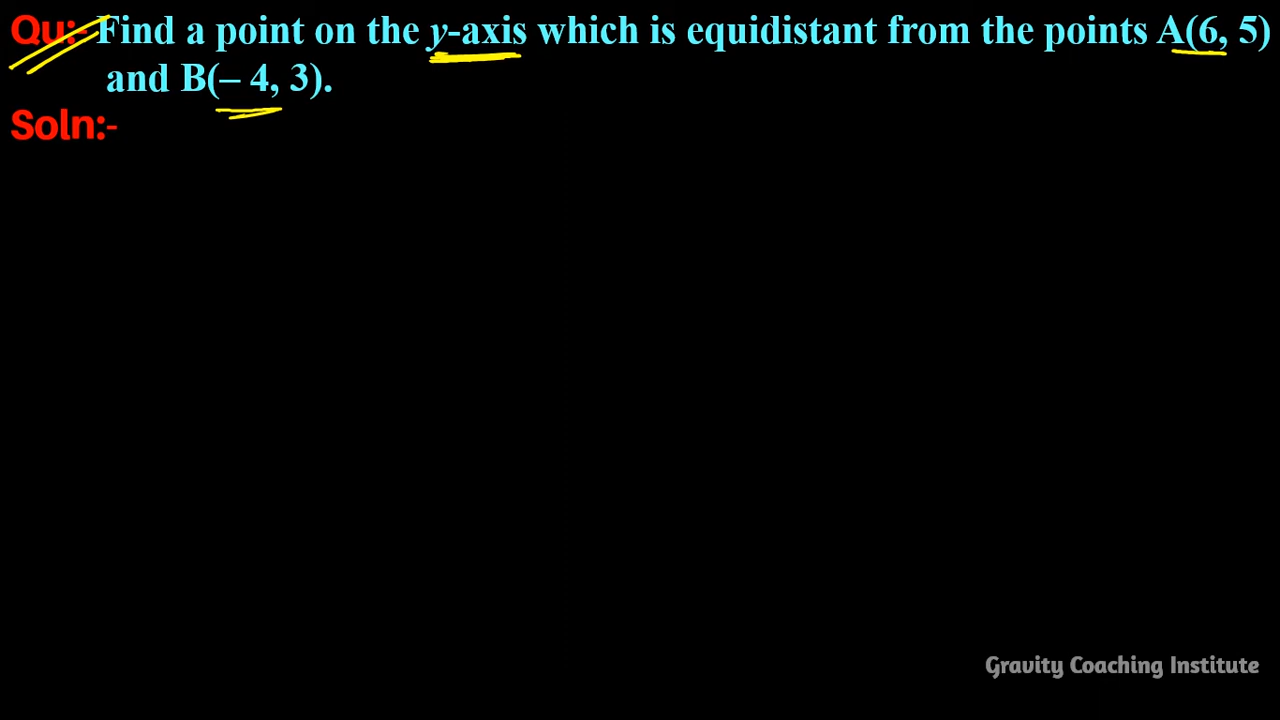 Qu:- Find a point on the y-axis which is equidistant from the points A(6, 5)
and B(– 4, 3).
Soln:-
Gravity Coaching Institute